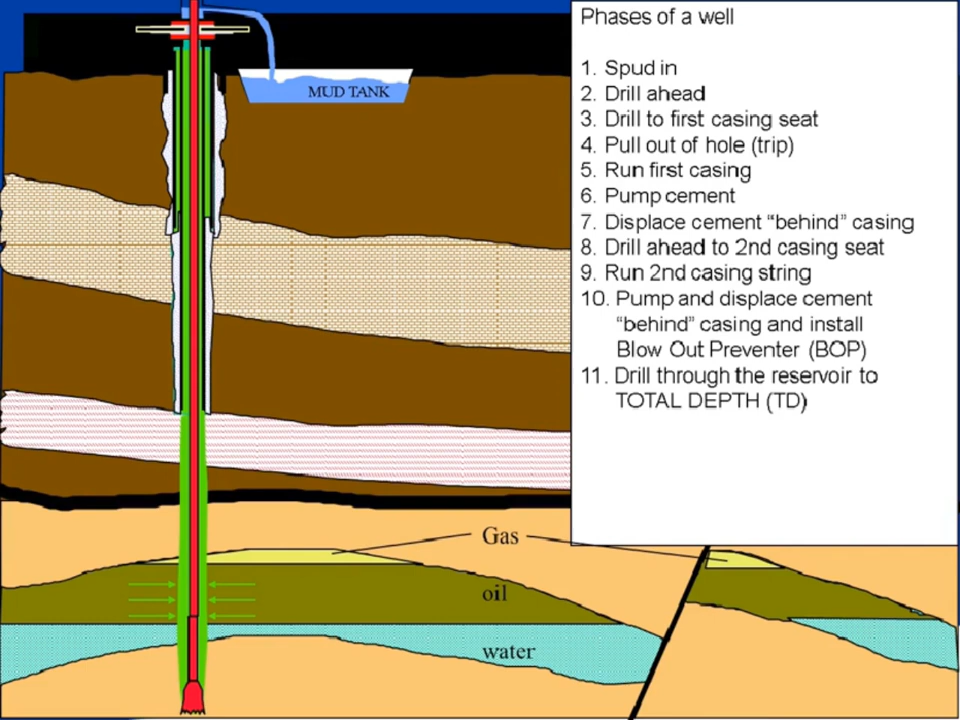 Phases of a well
1. Spud in
2. Drill ahead
3. Drill to first casing seat
4. Pull out of hole (trip)
5. Run first casing
6. Pump cement
7. Displace cement “behind” casing
8. Drill ahead to 2nd casing seat
9. Run 2nd casing string
10. Pump and displace cement
“behind” casing and install
Blow Out Preventer (BOP)
11. Drill through the reservoir to
TOTAL DEPTH (TD)
MUD TANK
Gas
oil
water